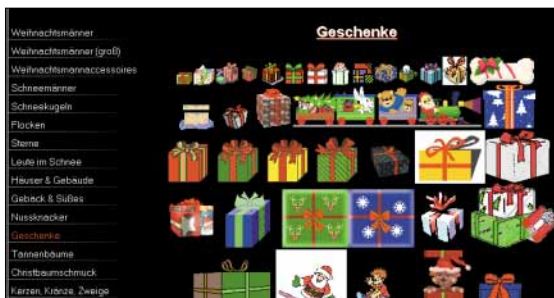 Geschenke
Weihnachtsmänner
Weihnachtsmänner (groß)
Weihnachtsmannaccessoires
Schneemänner
Schneekugeln
Flocken
Sterne
Leute im Schnee
Häuser & Gebäude
Gebäck & Süßes
Nussknacker
Geschenke
Tannenbäume
Christbaumschmuck
Kerzen, Kränze, Zweige